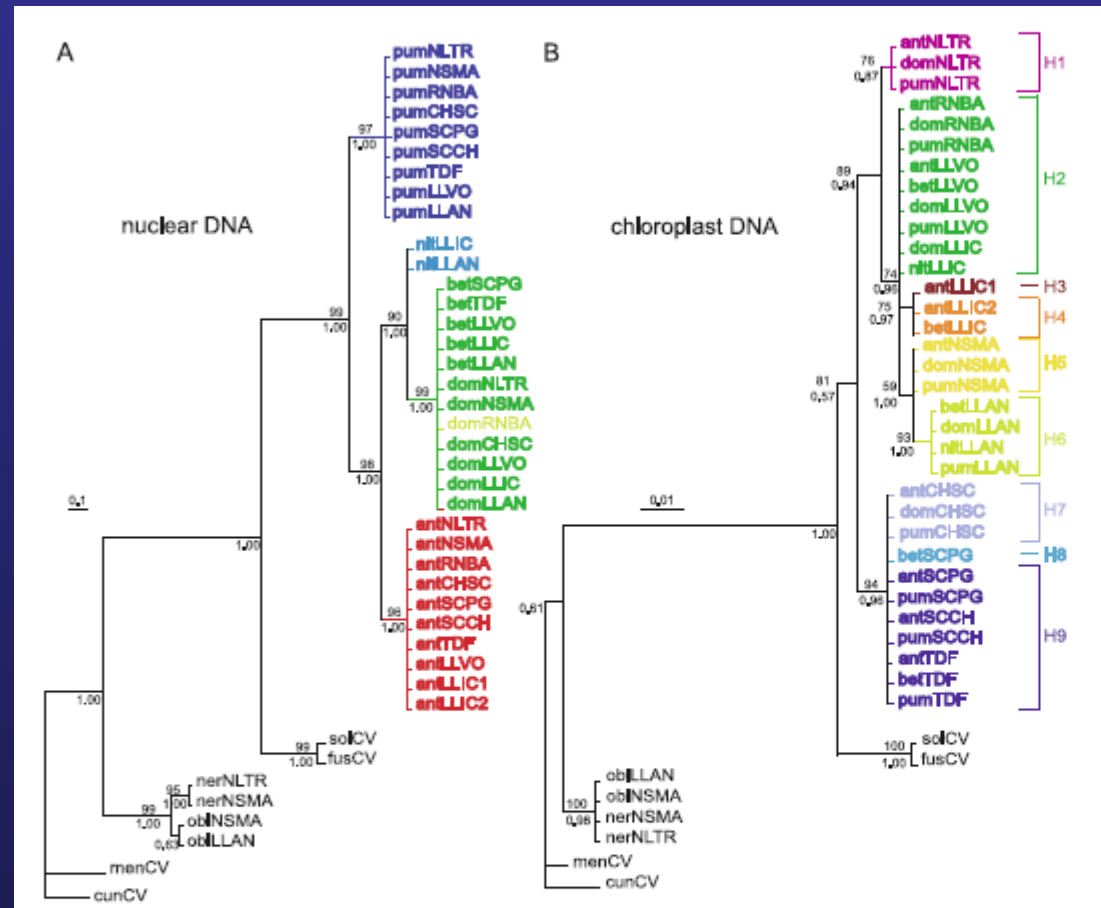 A
pumNLTR
pumNSMA
pumRNBA
pumCHSC
97
pumSCPG
1.00
pumSCCH
pumTDF
pumLLVO
pumLLAN
nuclear DNA
nitLLIC
nitLLAN
betSCPG
betTDF
99
1.00
90
1.00
betLLVO
betLLIC
betLLAN
domNLTR
99
1.00
domNSMA
domRNBA
domCHSC
98
1.00
domLLVO
domLLIC
domLLAN
0.1
antNLTR
antNSMA
1.00
antRNBA
antCHSC
antSCPG
96
1.00
antSCCH
antTDF
antLLVO
antLLIC1
antLLIC2
1.00
99
1.00
solCV
fusCV
nerNLTR
95
1.00
nerNSMA
99
1.00
oblNSMA
0.63
oblLLAN
menCV
cunCV
B
antNLTR
76
0.87
domNLTR
H1
pumNLTR
antRNBA
domRNBA
pumRNBA
89
0.94
antLLVO
betLLVO
H2
domLLVO
pumLLVO
chloroplast DNA
domLLIC
74
0.96
nitLLIC
antLLIC1
H3
75
0.97
antLLIC2
H4
betLLIC
antNSMA
domNSMA
H5
81
0.57
59
1.00
pumNSMA
betLLAN
domLLAN
93
1.00
nitLLAN
H6
pumLLAN
0.01
antCHSC
domCHSC
H7
pumCHSC
1.00
betSCPG
H8
94
0.96
antSCPG
pumSCPG
antSCCH
0.61
pumSCCH
H9
antTDF
betTDF
pumTDF
100
1.00
solCV
fusCV
oblLLAN
oblNSMA
100
0.98
nerNSMA
nerNLTR
menCV
cunCV